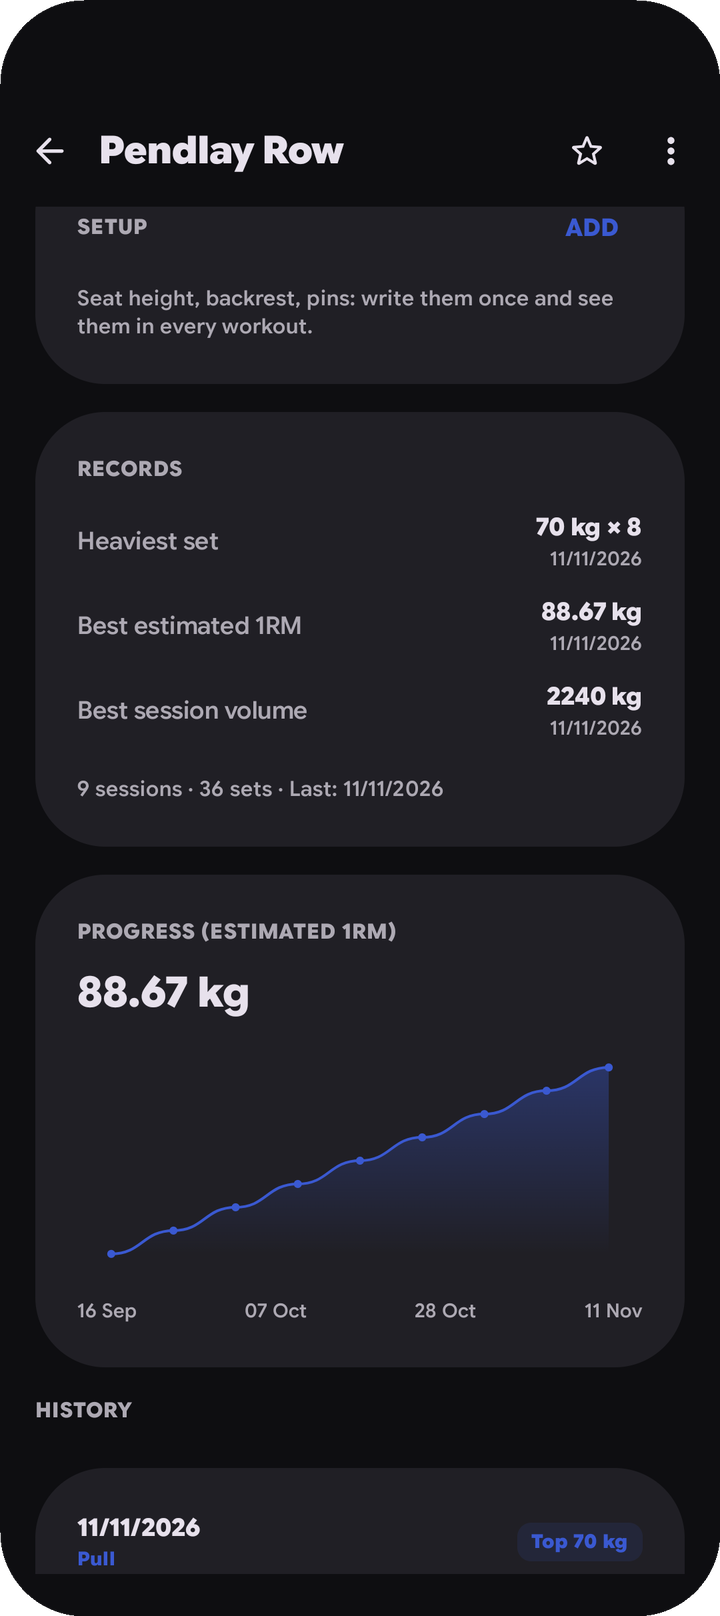 Pendlay Row
SETUP
ADD
Seat height, backrest, pins: write them once and see
them in every workout.
RECORDS
Heaviest set
70 kg × 8
11/11/2026
Best estimated 1RM
88.67 kg
11/11/2026
Best session volume
2240 kg
11/11/2026
9 sessions · 36 sets · Last: 11/11/2026
PROGRESS (ESTIMATED 1RM)
88.67 kg
16 Sep
07 Oct
28 Oct
11 Nov
HISTORY
11/11/2026
Pull
Top 70 kg